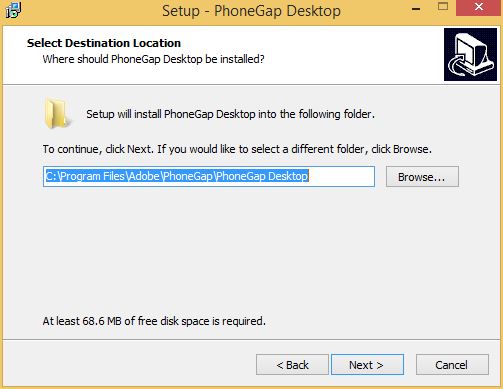 Setup - PhoneGap Desktop
Select Destination Location
Where should PhoneGap Desktop be installed?
Setup will install PhoneGap Desktop into the following folder.
To continue, click Next. If you would like to select a different folder, click Browse.
C:\Program Files\Adobe\PhoneGap\PhoneGap Desktop
Browse...
At least 68.6 MB of free disk space is required.
< Back
Next >
Cancel